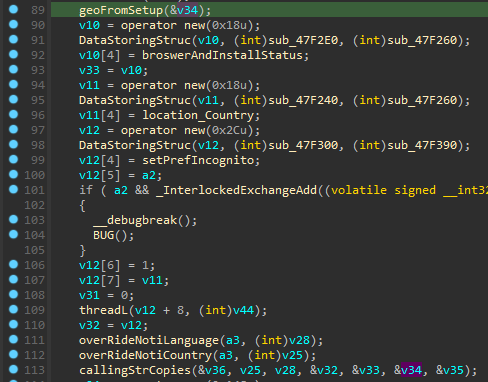 89 geoFromSetup(&v34);
90 v10 = operator new(0x18u);
91 DataStoringStruc(v10, (int)sub_47F2E0, (int)sub_47F260);
92 v10[4] = broswerAndInstallStatus;
93 v33 = v10;
94 v11 = operator new(0x18u);
95 DataStoringStruc(v11, (int)sub_47F240, (int)sub_47F260);
96 v11[4] = location_Country;
97 v12 = operator new(0x2Cu);
98 DataStoringStruc(v12, (int)sub_47F300, (int)sub_47F390);
99 v12[4] = setPrefIncognito;
100 v12[5] = a2;
101 if ( a2 && _InterlockedExchangeAdd((volatile signed __int32
102 {
103 __debugbreak();
104 BUG();
105 }
106 v12[6] = 1;
107 v12[7] = v11;
108 v31 = 0;
109 threadL(v12 + 8, (int)v44);
110 v32 = v12;
111 overRideNotiLanguage(a3, (int)v28);
112 overRideNotiCountry(a3, (int)v25);
113 callingStrCopies(&v36, v25, v28, &v32, &v33, &v34, &v35);